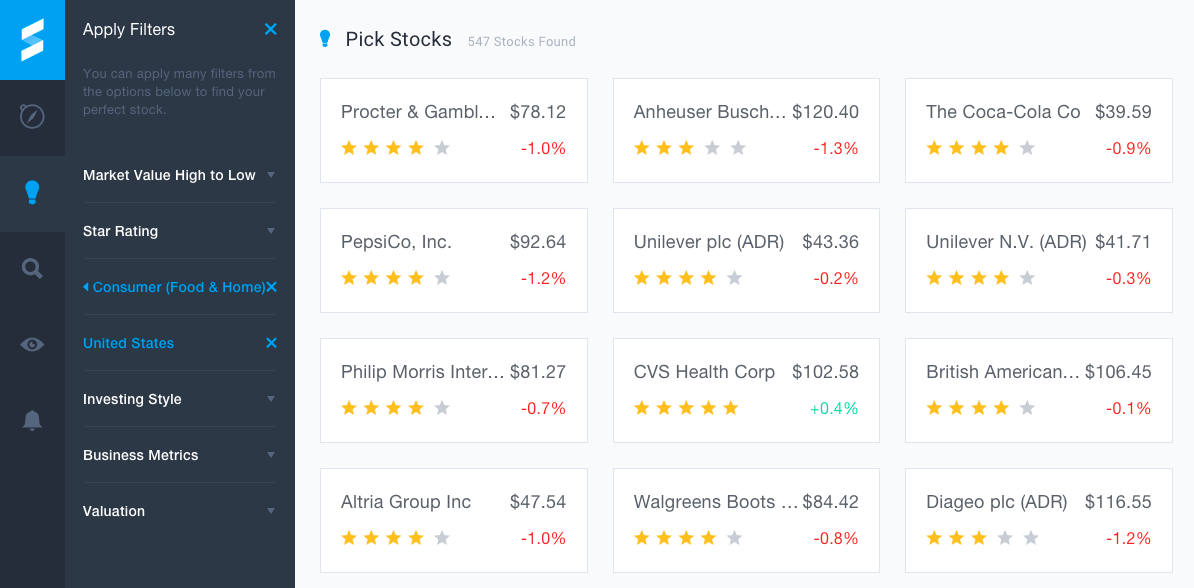 Apply Filters
You can apply many filters from
the options below to find your
perfect stock.
Market Value High to Low
Star Rating
Consumer (Food & Home)
United States
Investing Style
Business Metrics
Valuation
Pick Stocks 547 Stocks Found
Procter & Gambl... $78.12
-1.0%
Anheuser Busch... $120.40
-1.3%
The Coca-Cola Co $39.59
-0.9%
PepsiCo, Inc. $92.64
-1.2%
Unilever plc (ADR) $43.36
-0.2%
Unilever N.V. (ADR) $41.71
-0.3%
Philip Morris Inter... $81.27
-0.7%
CVS Health Corp $102.58
+0.4%
British American... $106.45
-0.1%
Altria Group Inc $47.54
-1.0%
Walgreens Boots ... $84.42
-0.8%
Diageo plc (ADR) $116.55
-1.2%